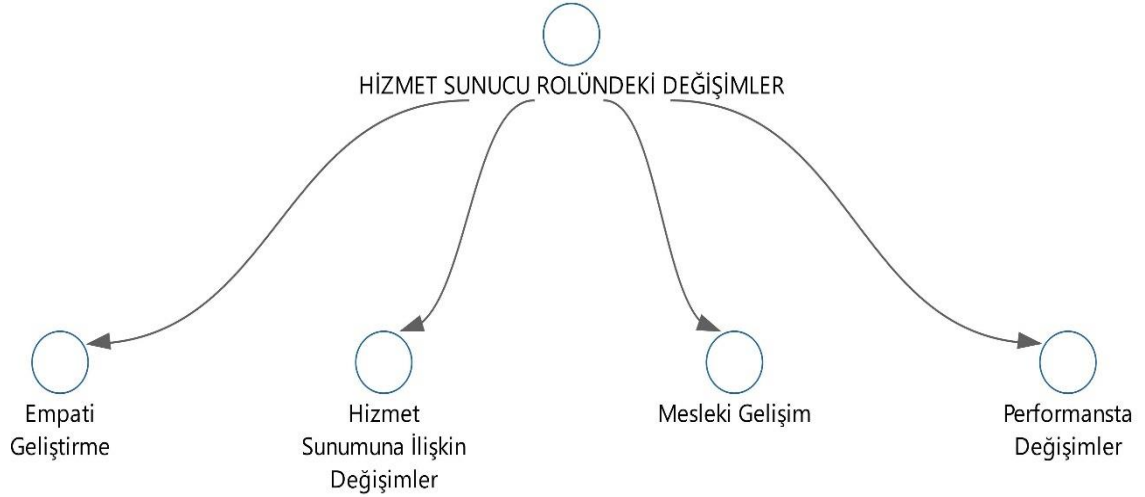 HİZMET SUNUCU ROLÜNDEKİ DEĞİŞİMLER
Empati
Geliştirme
Hizmet
Sunumuna İlişkin
Değişimler
Mesleki Gelişim
Performansta
Değişimler